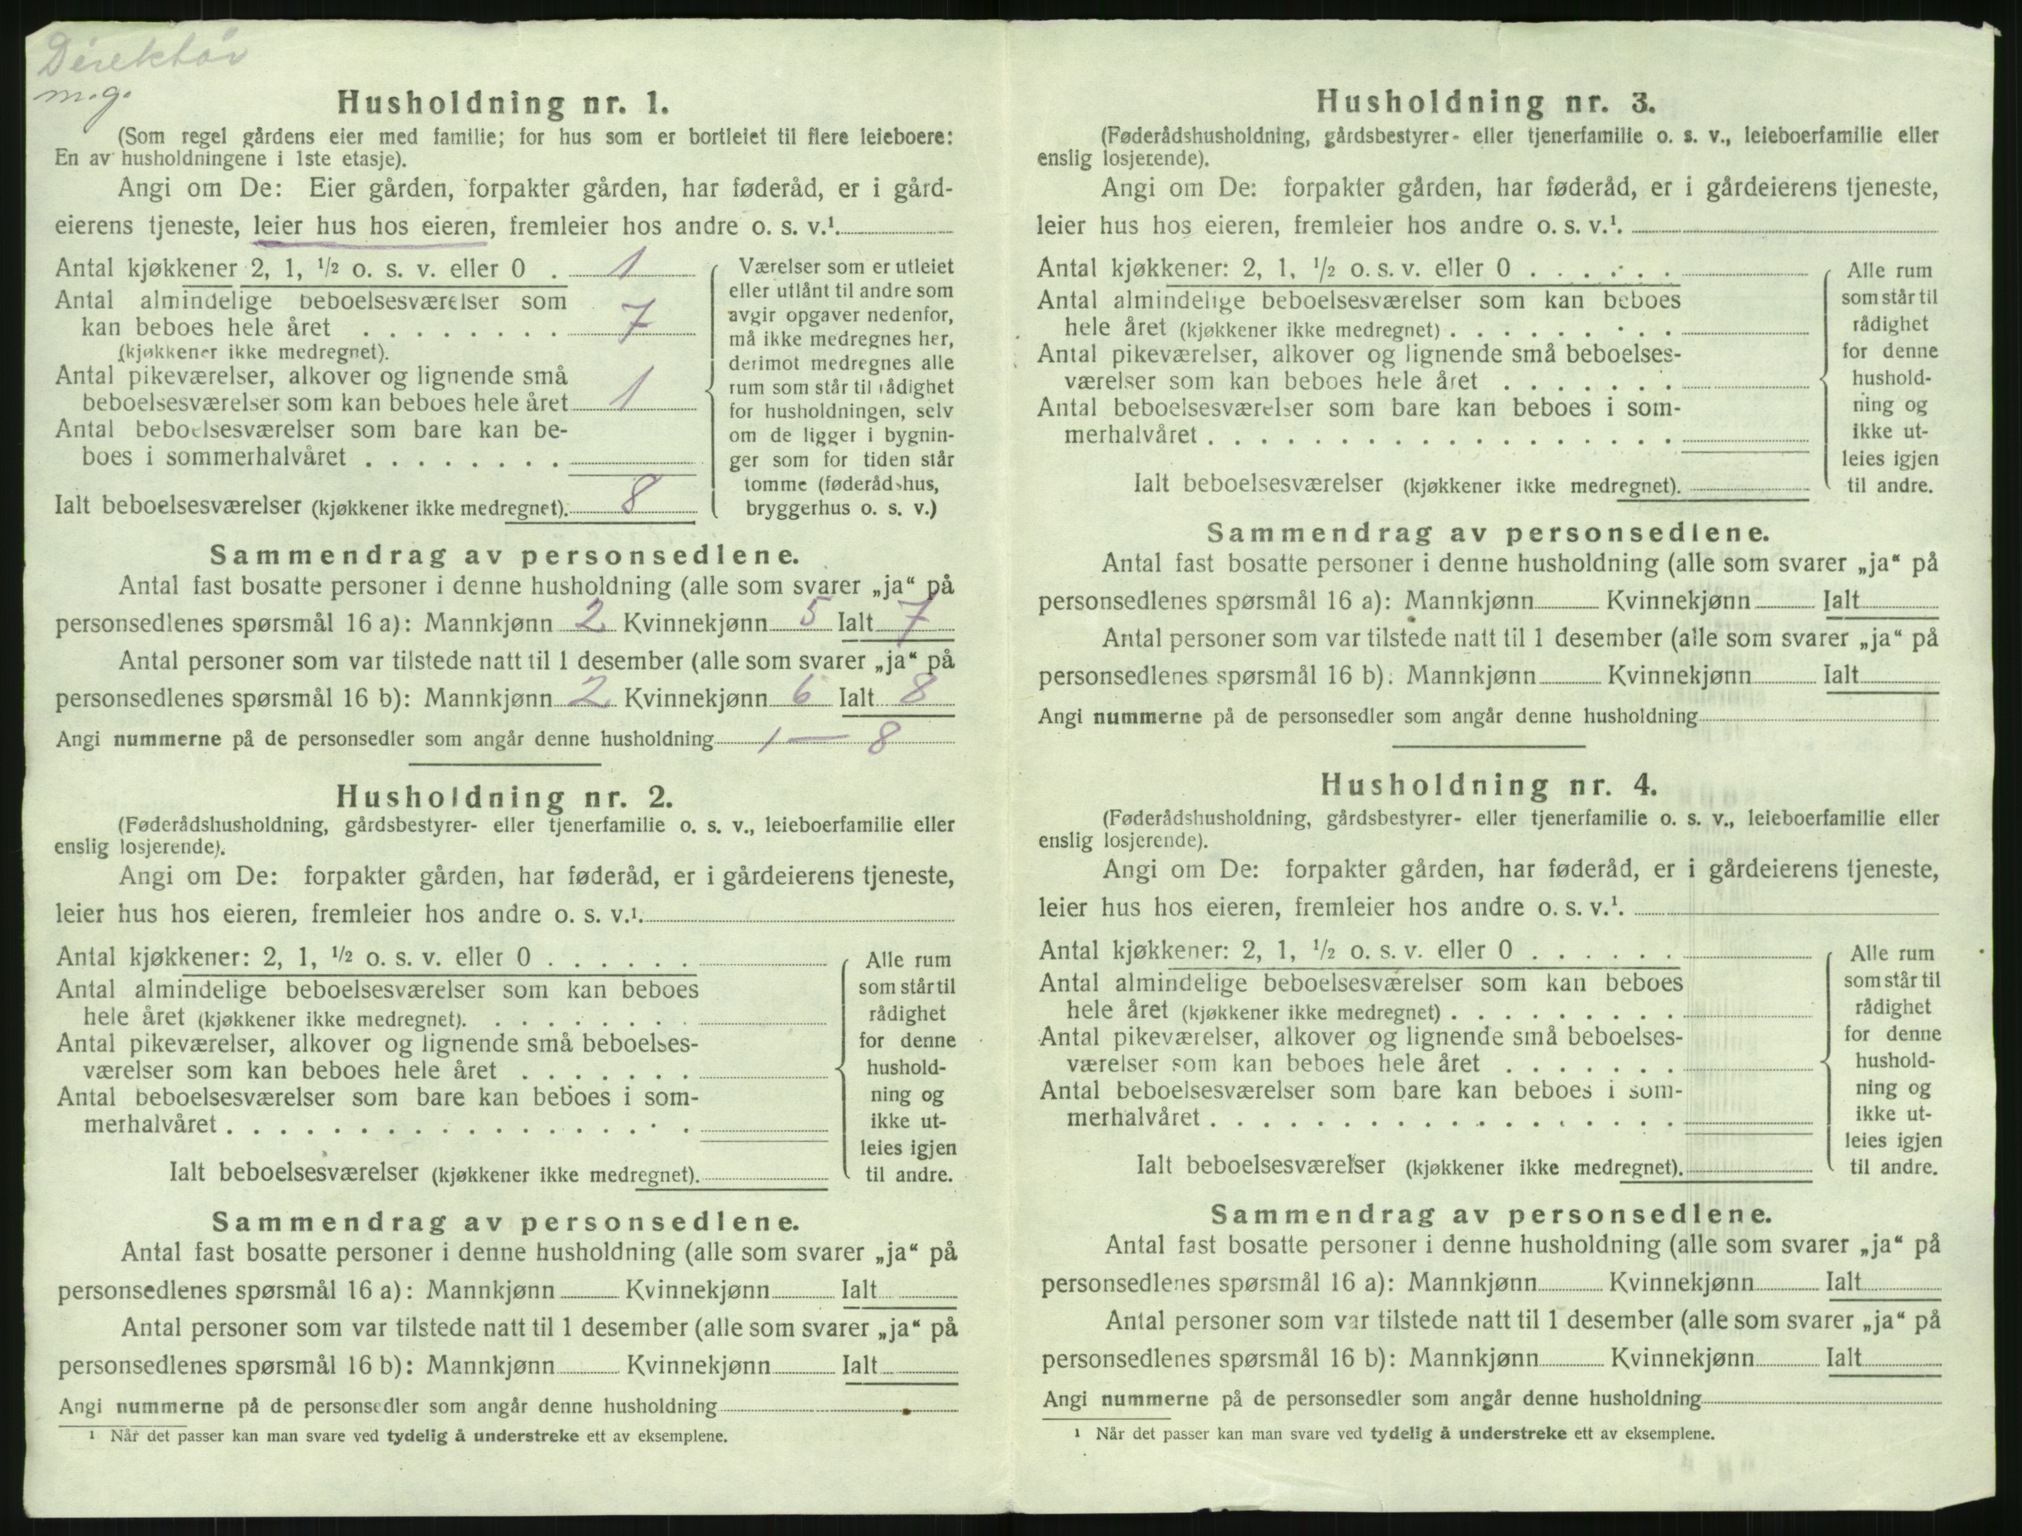 Direktør
m.g.
Husholdning nr. 1.
(Som regel gårdens eier med familie; for hus som er bortleiet til flere leieboere:
En av husholdningene i 1ste etasje).
Angi om De: Eier gården, forpakter gården, har føderåd, er i gård-
eierens tjeneste, leier hus hos eieren, fremleier hos andre o. s. v.¹.
Antal kjøkkener 2, 1, ½ o. s. v. eller 0 . 1
Antal almindelige beboelsesværelser som
kan beboes hele året . . . . . . . . 7
(kjøkkener ikke medregnet).
Antal pikeværelser, alkover og lignende små
beboelsesværelser som kan beboes hele året 1
Antal beboelsesværelser som bare kan be-
boes i sommerhalvåret . . . . . . . .
Ialt beboelsesværelser (kjøkkener ikke medregnet). 8
Værelser som er utleiet
eller utlånt til andre som
avgir opgaver nedenfor,
må ikke medregnes her,
derimot medregnes alle
rum som står til rådighet
for husholdningen, selv
om de ligger i bygnin-
ger som for tiden står
tomme (føderådshus,
bryggerhus o. s. v.)
Sammendrag av personsedlene.
Antal fast bosatte personer i denne husholdning (alle som svarer „ja“ på
personsedlenes spørsmål 16 a): Mannkjønn 2 Kvinnekjønn 5 Ialt 7
Antal personer som var tilstede natt til 1 desember (alle som svarer „ja“ på
personsedlenes spørsmål 16 b): Mannkjønn 2 Kvinnekjønn 6 Ialt 8
Angi nummerne på de personsedler som angår denne husholdning 1 — 8
Husholdning nr. 2.
(Føderådshusholdning, gårdsbestyrer- eller tjenerfamilie o. s. v., leieboerfamilie eller
enslig losjerende).
Angi om De: forpakter gården, har føderåd, er i gårdeierens tjeneste,
leier hus hos eieren, fremleier hos andre o. s. v.¹.
Antal kjøkkener: 2, 1, ½ o. s. v. eller 0 . . . . . .
Antal almindelige beboelsesværelser som kan beboes
hele året (kjøkkener ikke medregnet). . . . . . . . .
Antal pikeværelser, alkover og lignende små beboelses-
værelser som kan beboes hele året . . . . . . .
Antal beboelsesværelser som bare kan beboes i som-
merhalvåret . . . . . . . . . . . . . . . . . .
Ialt beboelsesværelser (kjøkkener ikke medregnet).
Alle rum
som står til
rådighet
for denne
hushold-
ning og
ikke ut-
leies igjen
til andre.
Sammendrag av personsedlene.
Antal fast bosatte personer i denne husholdning (alle som svarer „ja“ på
personsedlenes spørsmål 16 a): Mannkjønn Kvinnekjønn Ialt
Antal personer som var tilstede natt til 1 desember (alle som svarer „ja“ på
personsedlenes spørsmål 16 b): Mannkjønn Kvinnekjønn Ialt
Angi nummerne på de personsedler som angår denne husholdning
¹ Når det passer kan man svare ved tydelig å understreke ett av eksemplene.
Husholdning nr. 3.
(Føderådshusholdning, gårdsbestyrer- eller tjenerfamilie o. s. v., leieboerfamilie eller
enslig losjerende).
Angi om De: forpakter gården, har føderåd, er i gårdeierens tjeneste,
leier hus hos eieren, fremleier hos andre o. s. v.¹.
Antal kjøkkener: 2, 1, ½ o. s. v. eller 0 . . . . . .
Antal almindelige beboelsesværelser som kan beboes
hele året (kjøkkener ikke medregnet) . . . . . . . . .
Antal pikeværelser, alkover og lignende små beboelses-
værelser som kan beboes hele året . . . . . . .
Antal beboelsesværelser som bare kan beboes i som-
merhalvåret . . . . . . . . . . . . . . . . . .
Ialt beboelsesværelser (kjøkkener ikke medregnet).
Alle rum
som står til
rådighet
for denne
hushold-
ning og
ikke ut-
leies igjen
til andre.
Sammendrag av personsedlene.
Antal fast bosatte personer i denne husholdning (alle som svarer „ja“ på
personsedlenes spørsmål 16 a): Mannkjønn Kvinnekjønn Ialt
Antal personer som var tilstede natt til 1 desember (alle som svarer „ja“ på
personsedlenes spørsmål 16 b). Mannkjønn Kvinnekjønn Ialt
Angi nummerne på de personsedler som angår denne husholdning
Husholdning nr. 4.
(Føderådshusholdning, gårdsbestyrer- eller tjenerfamilie o. s. v., leieboerfamilie eller
enslig losjerende).
Angi om De: forpakter gården, har føderåd, er i gårdeierens tjeneste,
leier hus hos eieren, fremleier hos andre o. s. v.¹.
Antal kjøkkener: 2, 1, ½ o. s. v. eller 0 . . . . . .
Antal almindelige beboelsesværelser som kan beboes
hele året (kjøkkener ikke medregnet) . . . . . . . . .
Antal pikeværelser, alkover og lignende små beboelses-
værelser som kan beboes hele året . . . . . . .
Antal beboelsesværelser som bare kan beboes i som-
merhalvåret . . . . . . . . . . . . . . . . . .
Ialt beboelsesværelser (kjøkkener ikke medregnet).
Alle rum
som står til
rådighet
for denne
hushold-
ning og
ikke ut-
leies igjen
til andre.
Sammendrag av personsedlene.
Antal fast bosatte personer i denne husholdning (alle som svarer „ja“ på
personsedlenes spørsmål 16 a): Mannkjønn Kvinnekjønn Ialt
Antal personer som var tilstede natt til 1 desember (alle som svarer „ja“ på
personsedlenes spørsmål 16 b): Mannkjønn Kvinnekjønn Ialt
Angi nummerne på de personsedler som angår denne husholdning
¹ Når det passer kan man svare ved tydelig å understreke ett av eksemplene.